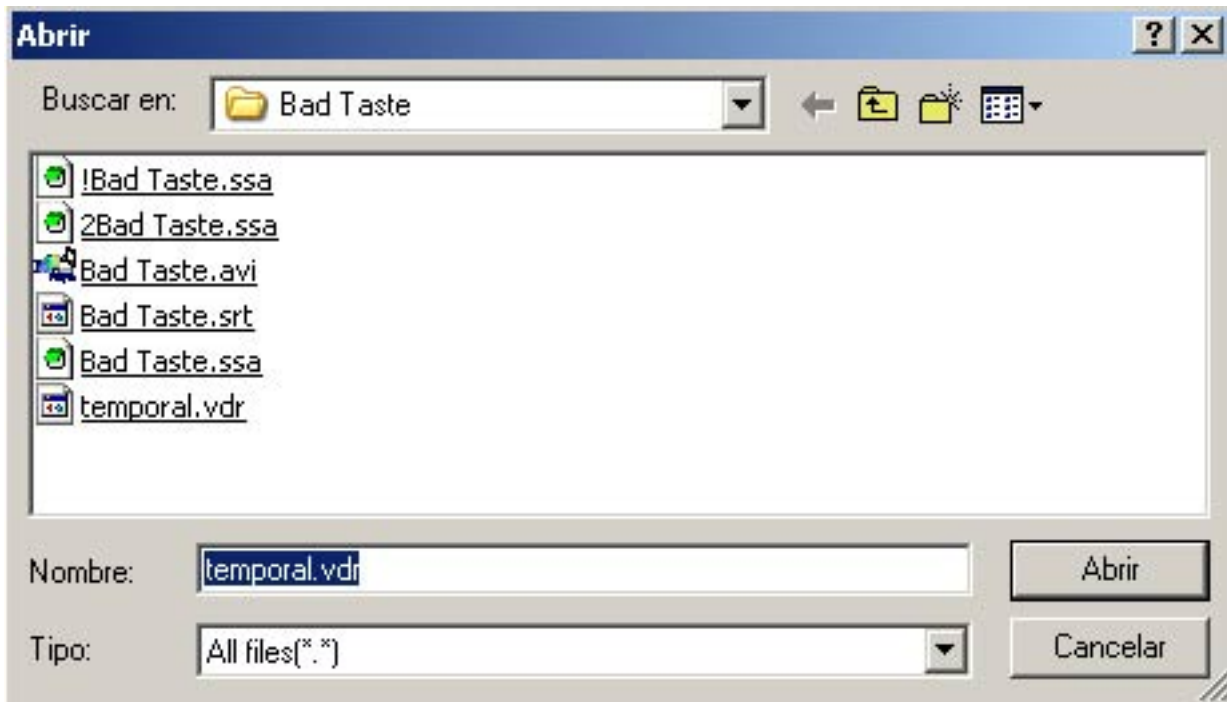 Abrir
Buscar en: Bad Taste
!Bad Taste.ssa
2Bad Taste.ssa
Bad Taste.avi
Bad Taste.srt
Bad Taste.ssa
temporal.vdr
Nombre: temporal.vdr Abrir
Tipo: All files(*.*) Cancelar